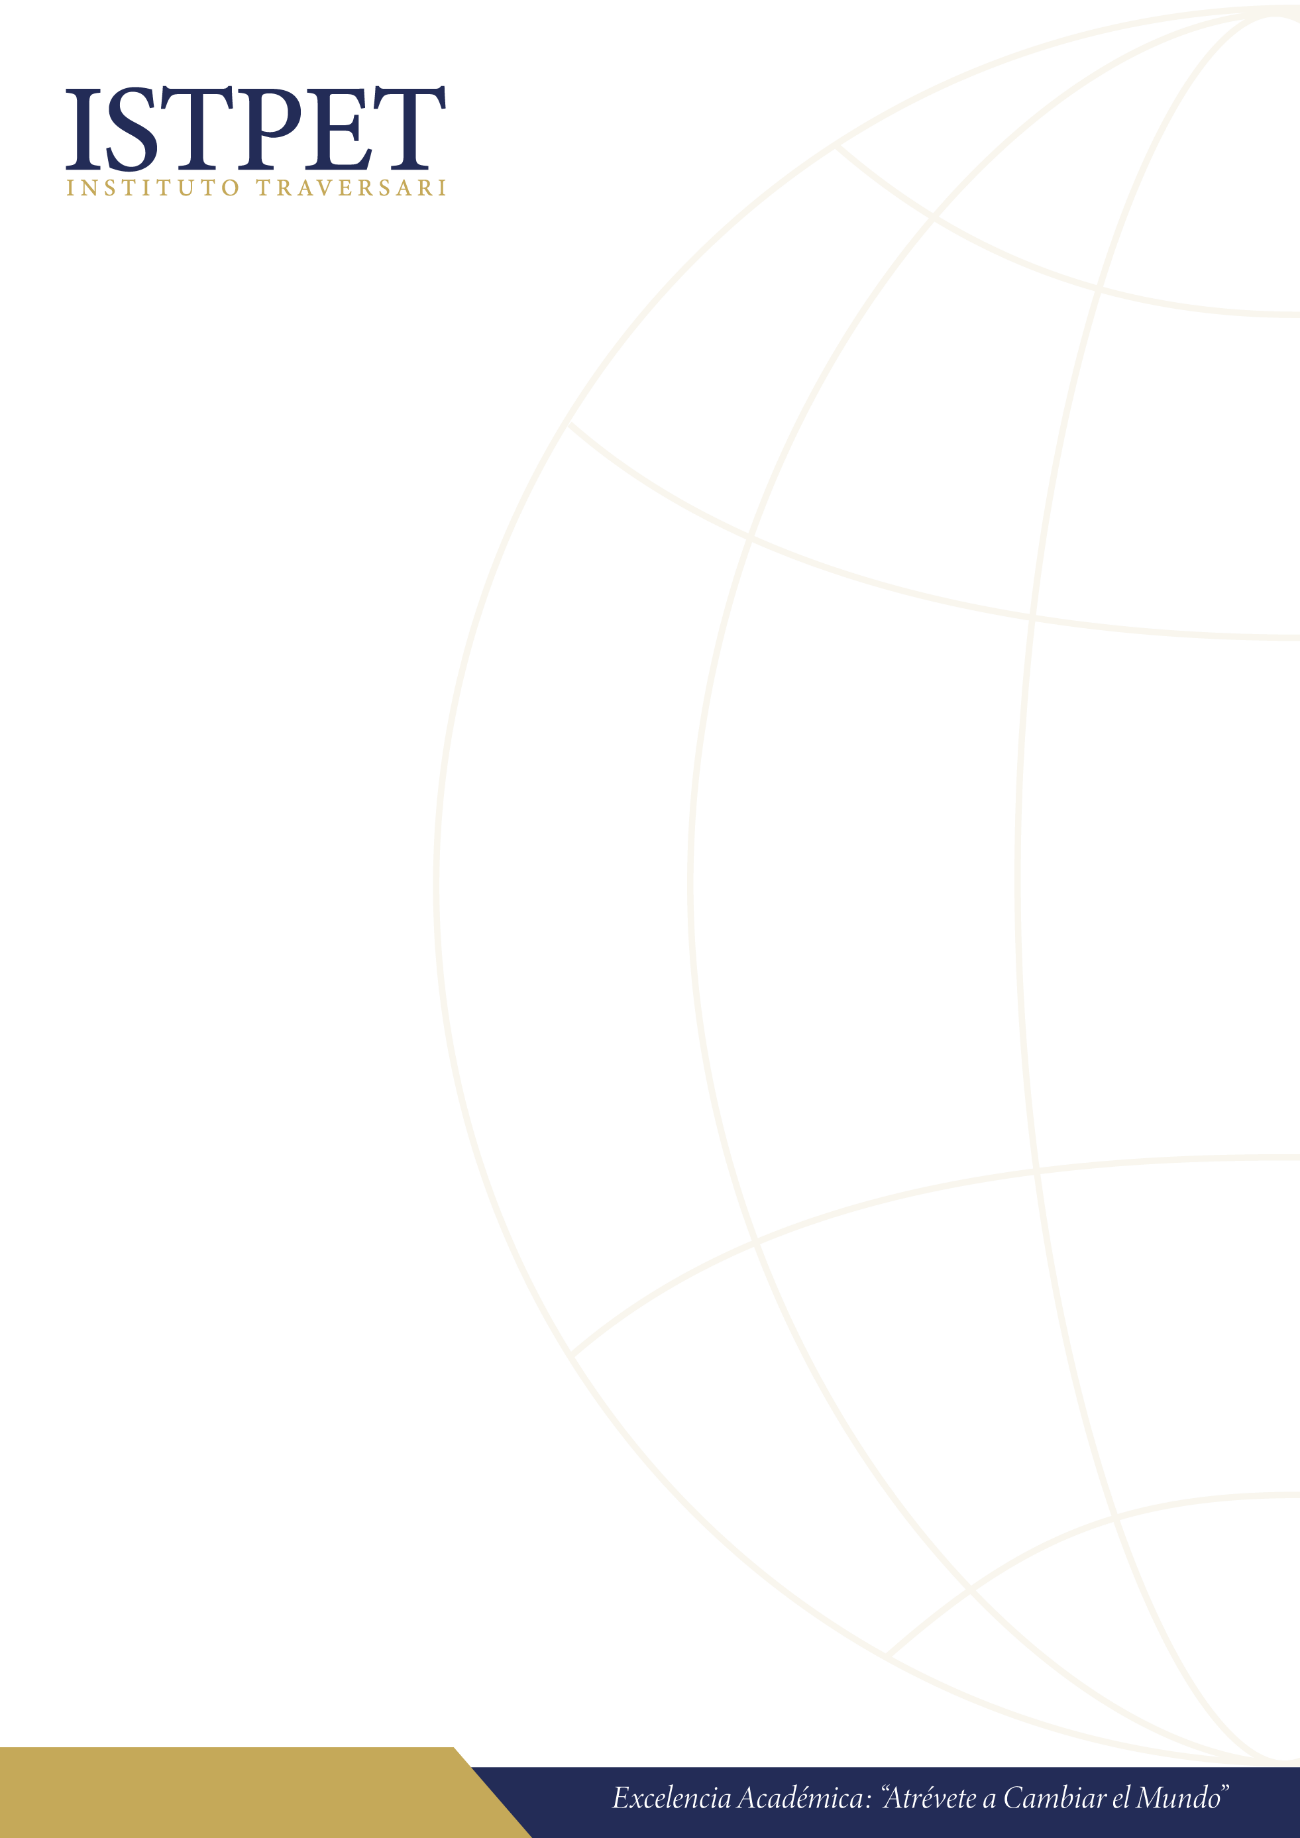 ISTPET
INSTITUTO TRAVERSARI
Excelencia Académica: “Atrévete a Cambiar el Mundo”